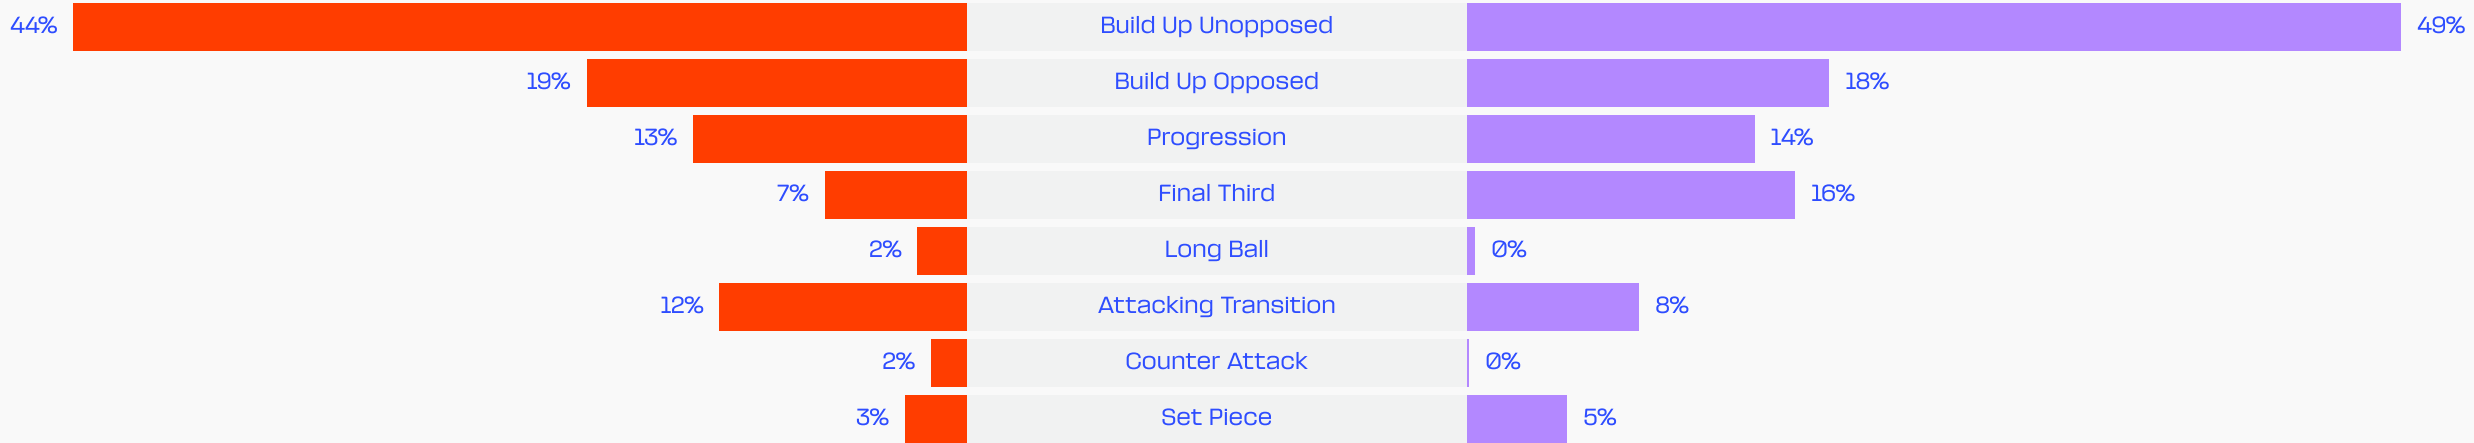 44% Build Up Unopposed 49%
19% Build Up Opposed 18%
13% Progression 14%
7% Final Third 16%
2% Long Ball 0%
12% Attacking Transition 8%
2% Counter Attack 0%
3% Set Piece 5%